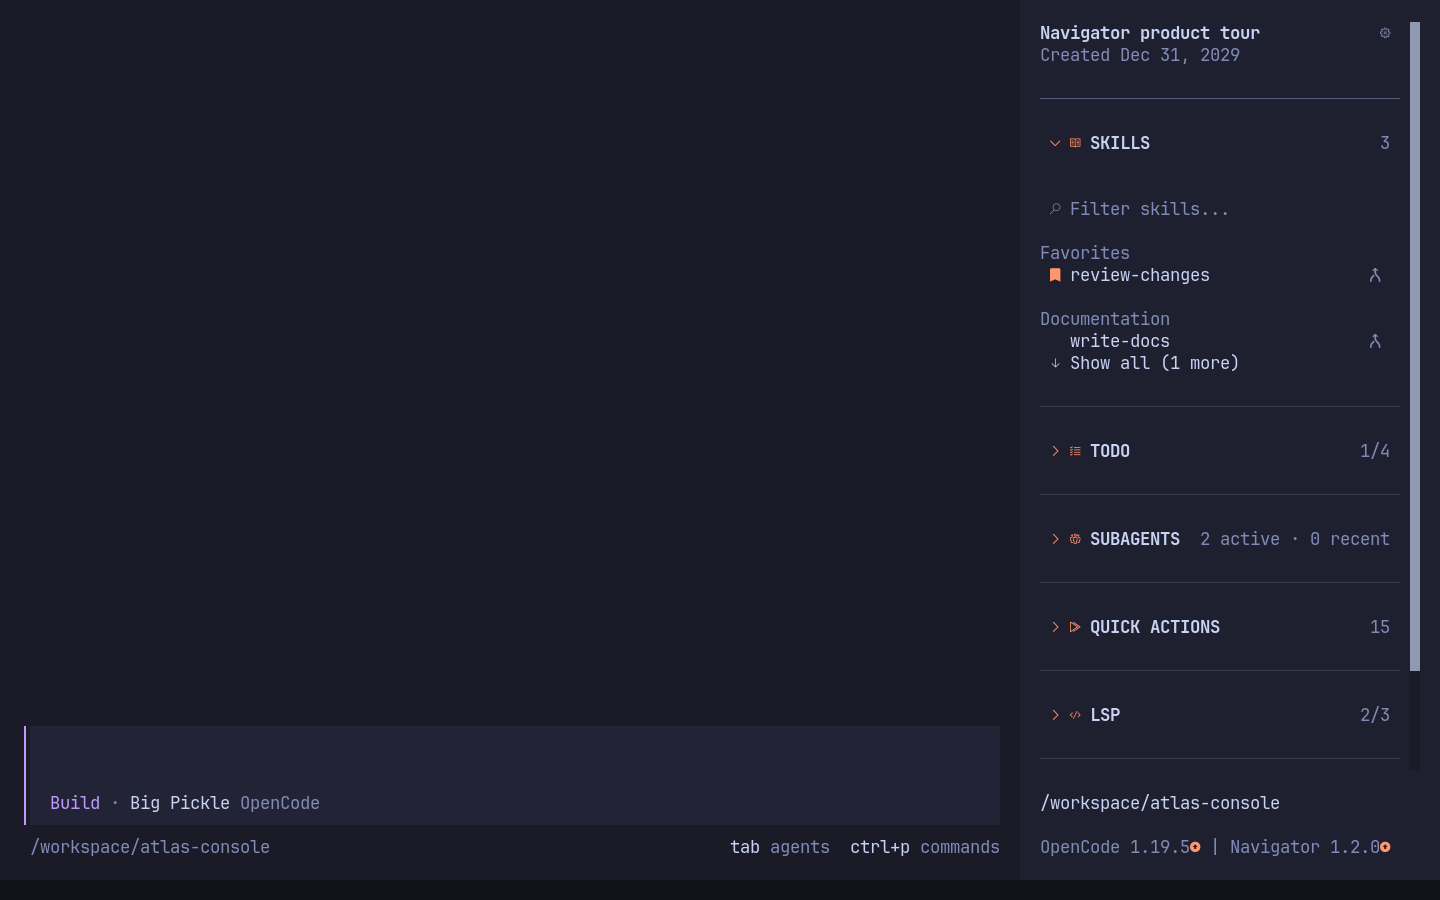 Navigator product tour
Created Dec 31, 2029
SKILLS 3
Filter skills...
Favorites
review-changes
Documentation
write-docs
Show all (1 more)
TODO 1/4
SUBAGENTS 2 active · 0 recent
QUICK ACTIONS 15
LSP 2/3
Build · Big Pickle OpenCode
/workspace/atlas-console
tab agents ctrl+p commands
/workspace/atlas-console
OpenCode 1.19.5 | Navigator 1.2.0